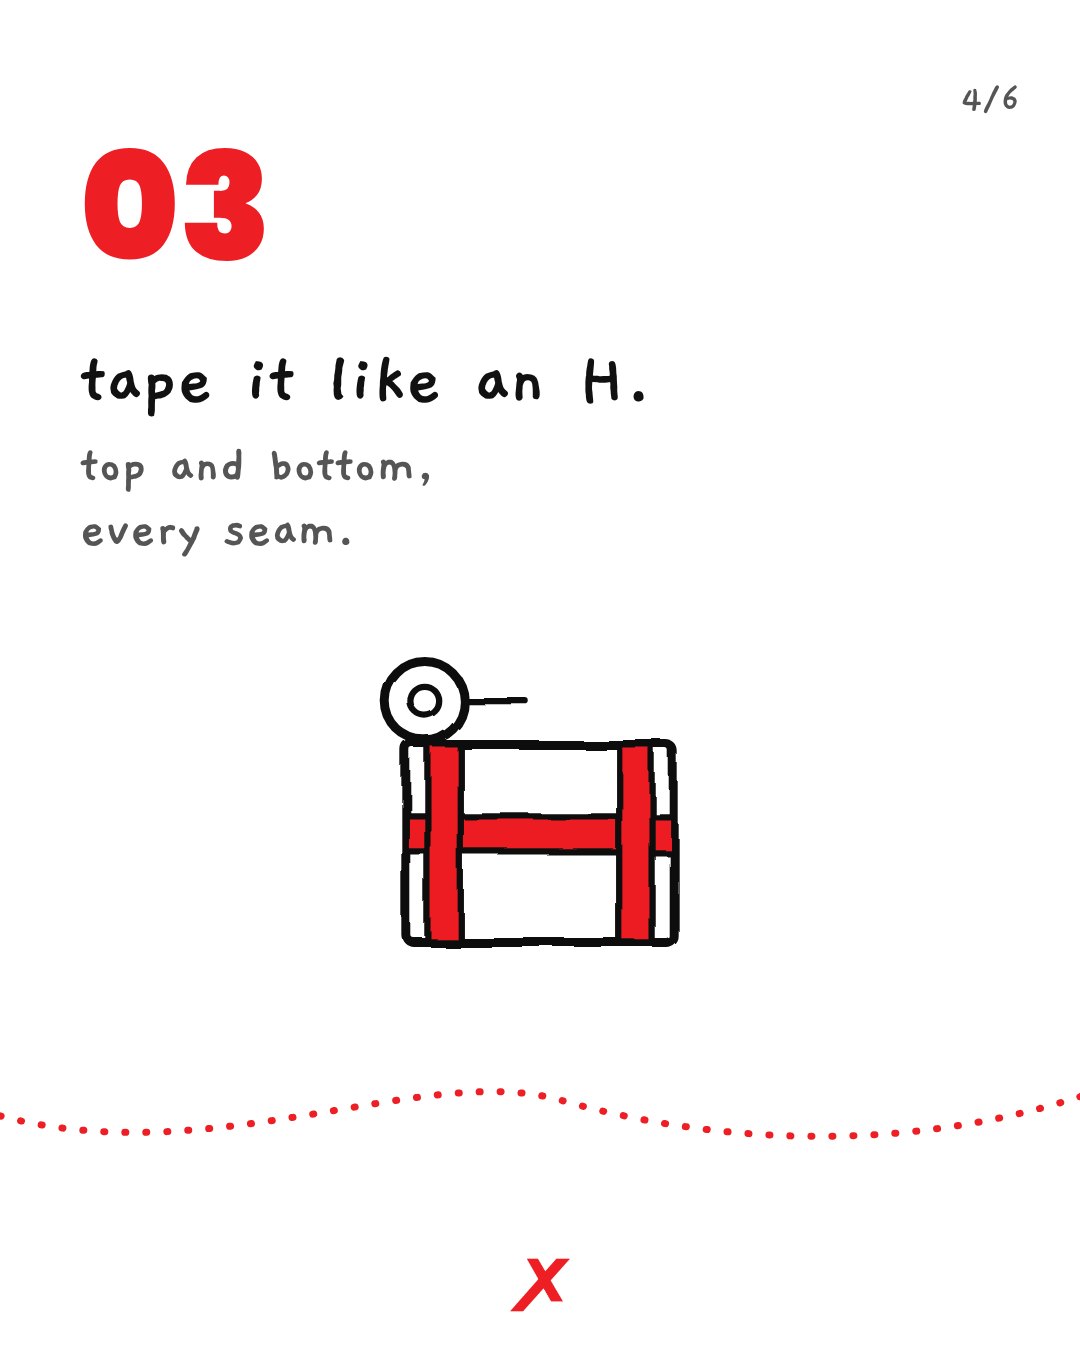 4/6
03
tape it like an H.
top and bottom,
every seam.
X